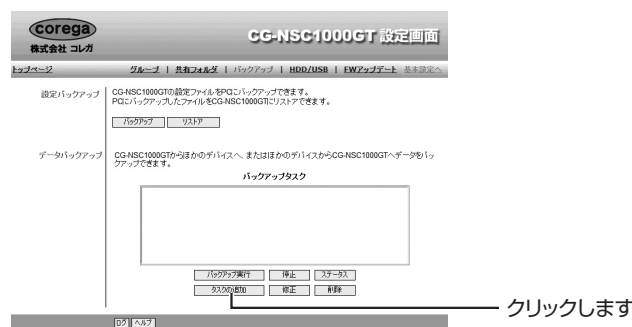 corega
株式会社 コレガ
CG-NSC1000GT 設定画面
トップページ
グループ | 共有フォルダ | バックアップ | HDD/USB | FWアップデート 基本設定へ
設定バックアップ
CG-NSC1000GTの設定ファイルをPCにバックアップできます。
PCにバックアップしたファイルをCG-NSC1000GTにリストアできます。
バックアップ リストア
データバックアップ
CG-NSC1000GTからほかのデバイスへ、またはほかのデバイスからCG-NSC1000GTへデータをバッ
クアップできます。
バックアップタスク
バックアップ実行 停止 ステータス
タスクの追加 修正 削除
クリックします
ログ ヘルプ